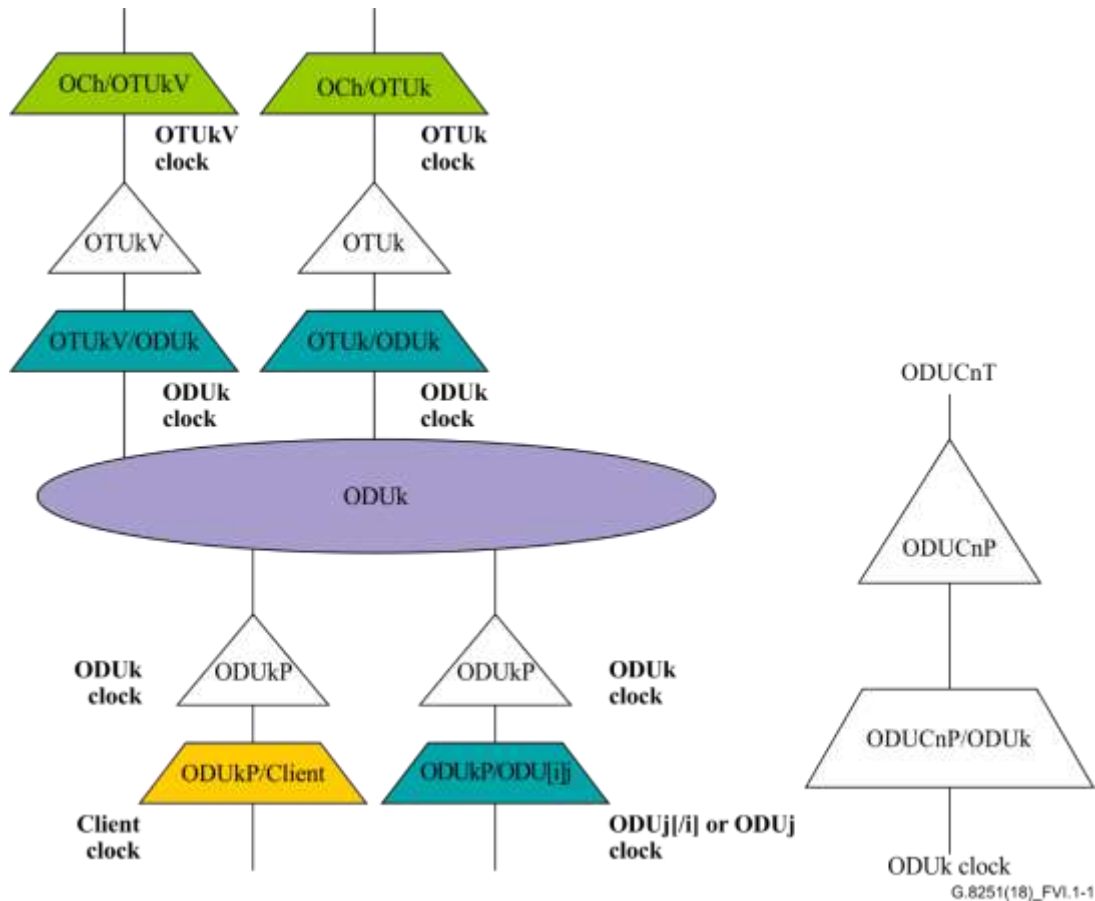 OCh/OTUkV
OCh/OTUk
OTUkV
clock
OTUk
clock
OTUkV
OTUk
OTUkV/ODUk
OTUk/ODUk
ODUk
clock
ODUk
clock
ODUk
ODUkP
ODUkP
ODUk
clock
ODUk
clock
ODUkP/Client
ODUkP/ODU[i]j
Client
clock
ODUj[/i] or ODUj
clock
ODUCnT
ODUCnP
ODUCnP/ODUk
ODUk clock
G.8251(18)_FVI.1-1